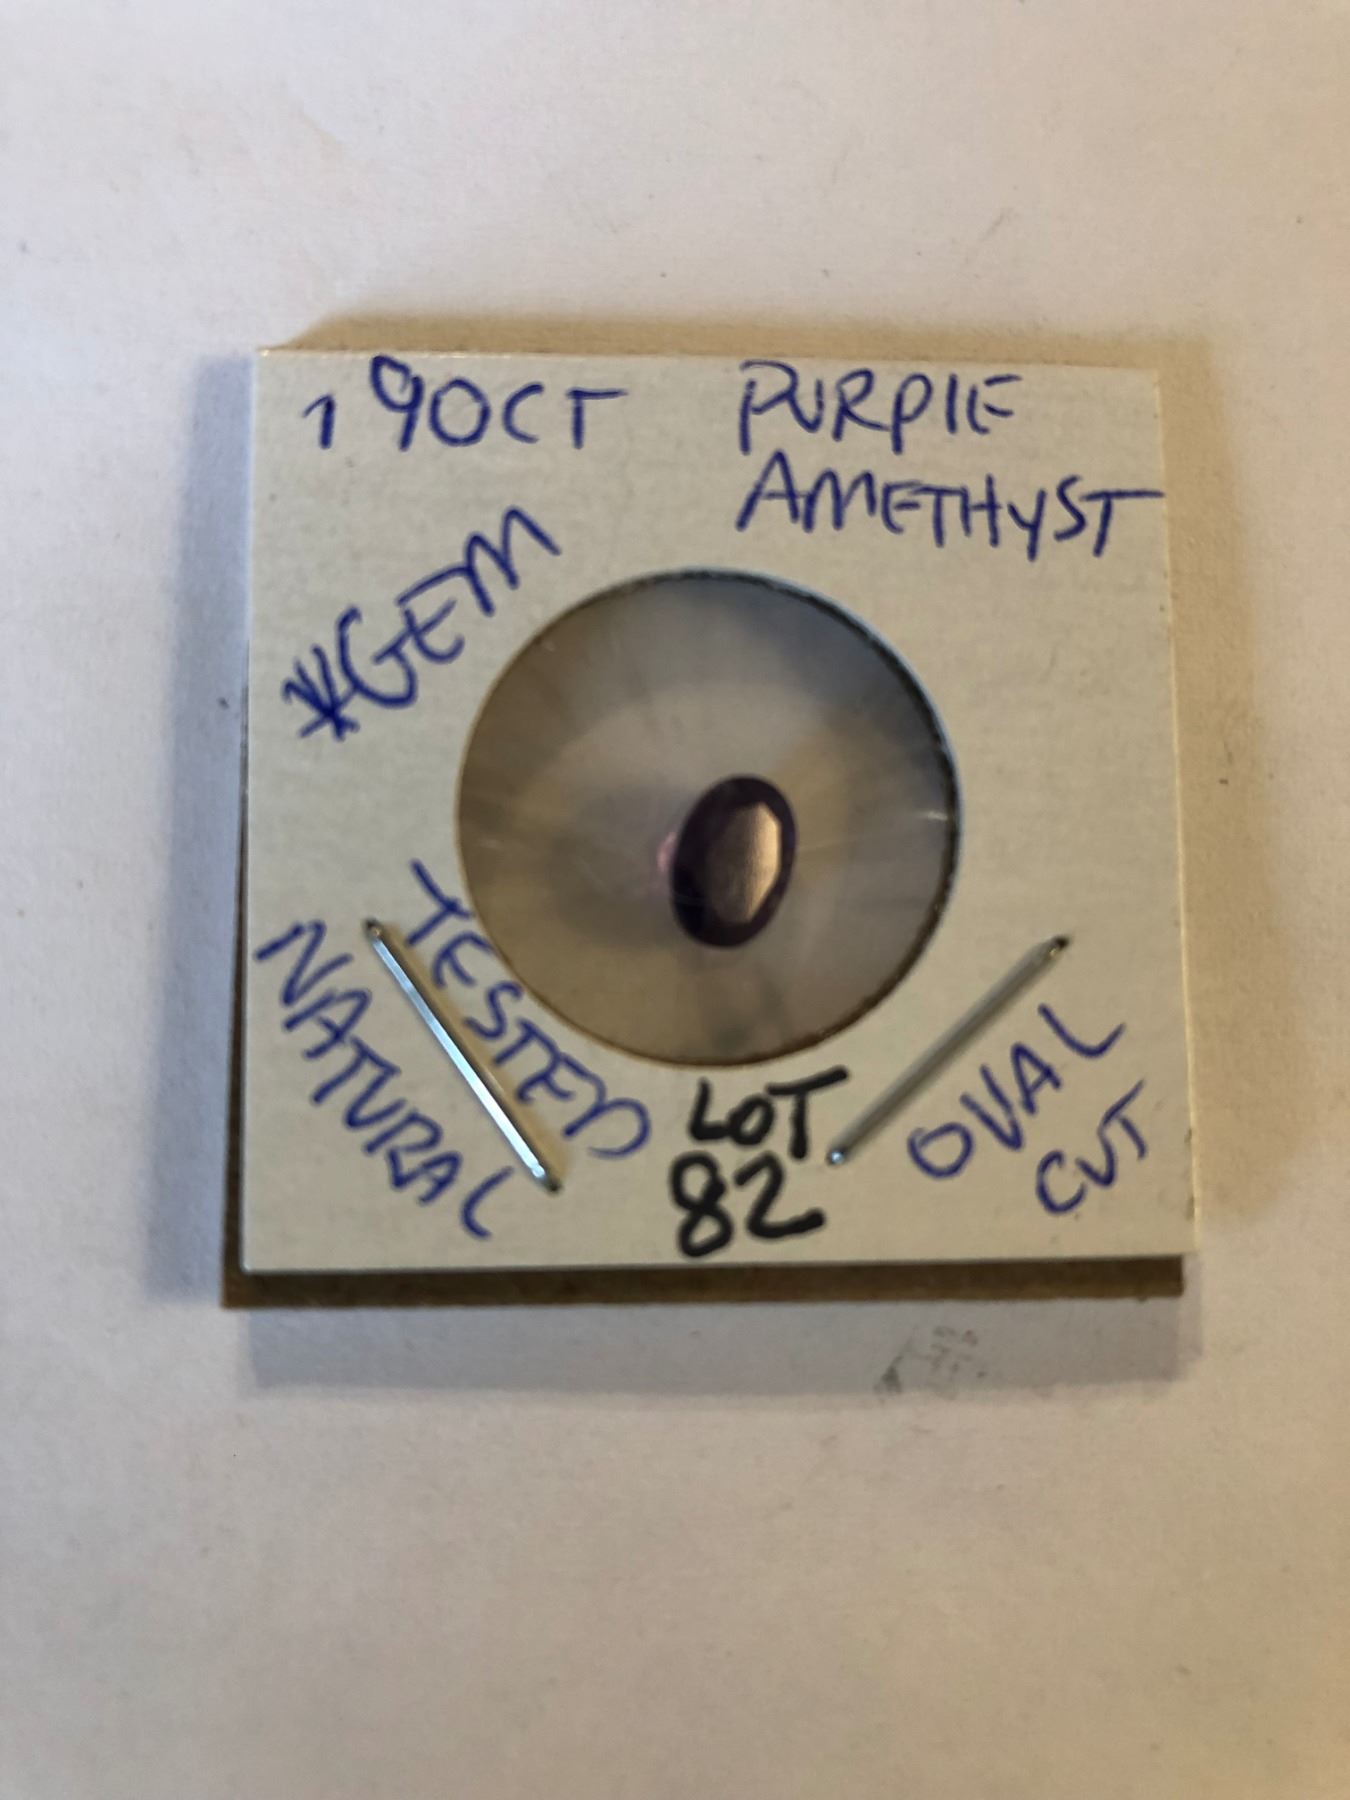 1 90CT
PURPLE
AMETHYST
*GEM
TESTED
NATURAL
LOT
82
OVAL
CUT